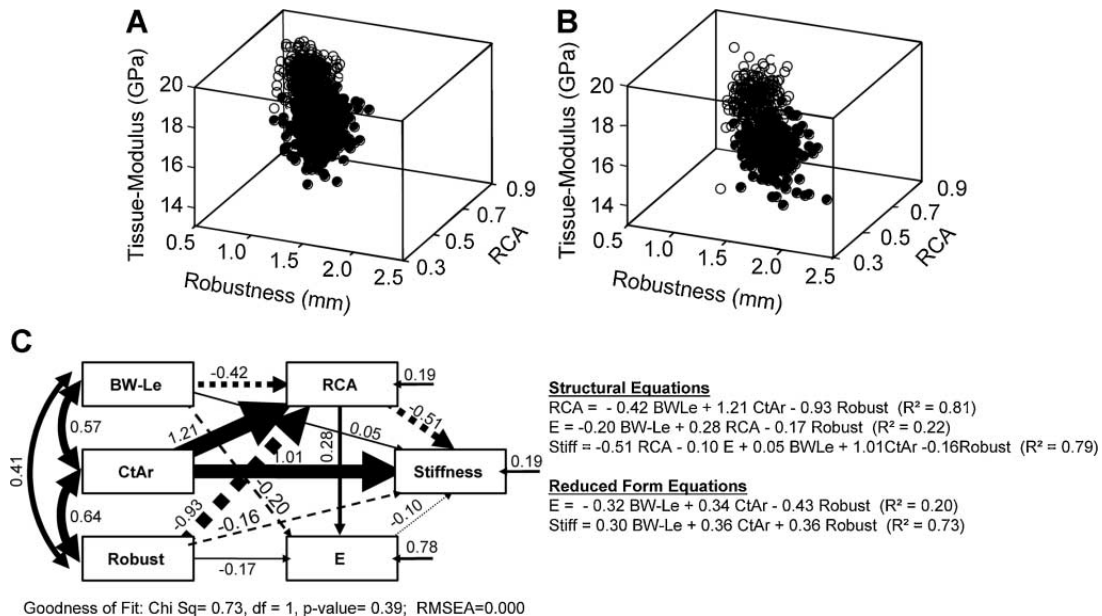 A
B
Tissue-Modulus (GPa)
20
18
16
14
0.5
1.0
1.5
2.0
2.5
Robustness (mm)
0.3
0.5
0.7
0.9
RCA
Tissue-Modulus (GPa)
20
18
16
14
0.5
1.0
1.5
2.0
2.5
Robustness (mm)
0.3
0.5
0.7
0.9
RCA
C
BW-Le
-0.42
RCA
0.19
0.57
1.21
0.28
0.05
-0.51
0.41
CtAr
1.01
Stiffness
0.19
0.64
-0.93
-0.20
-0.16
-0.10
Robust
-0.17
E
0.78
Structural Equations
RCA = - 0.42 BWLe + 1.21 CtAr - 0.93 Robust (R² = 0.81)
E = -0.20 BW-Le + 0.28 RCA - 0.17 Robust (R² = 0.22)
Stiff = -0.51 RCA - 0.10 E + 0.05 BWLe + 1.01CtAr -0.16Robust (R² = 0.79)
Reduced Form Equations
E = - 0.32 BW-Le + 0.34 CtAr - 0.43 Robust (R² = 0.20)
Stiff = 0.30 BW-Le + 0.36 CtAr + 0.36 Robust (R² = 0.73)
Goodness of Fit: Chi Sq= 0.73, df = 1, p-value= 0.39; RMSEA=0.000